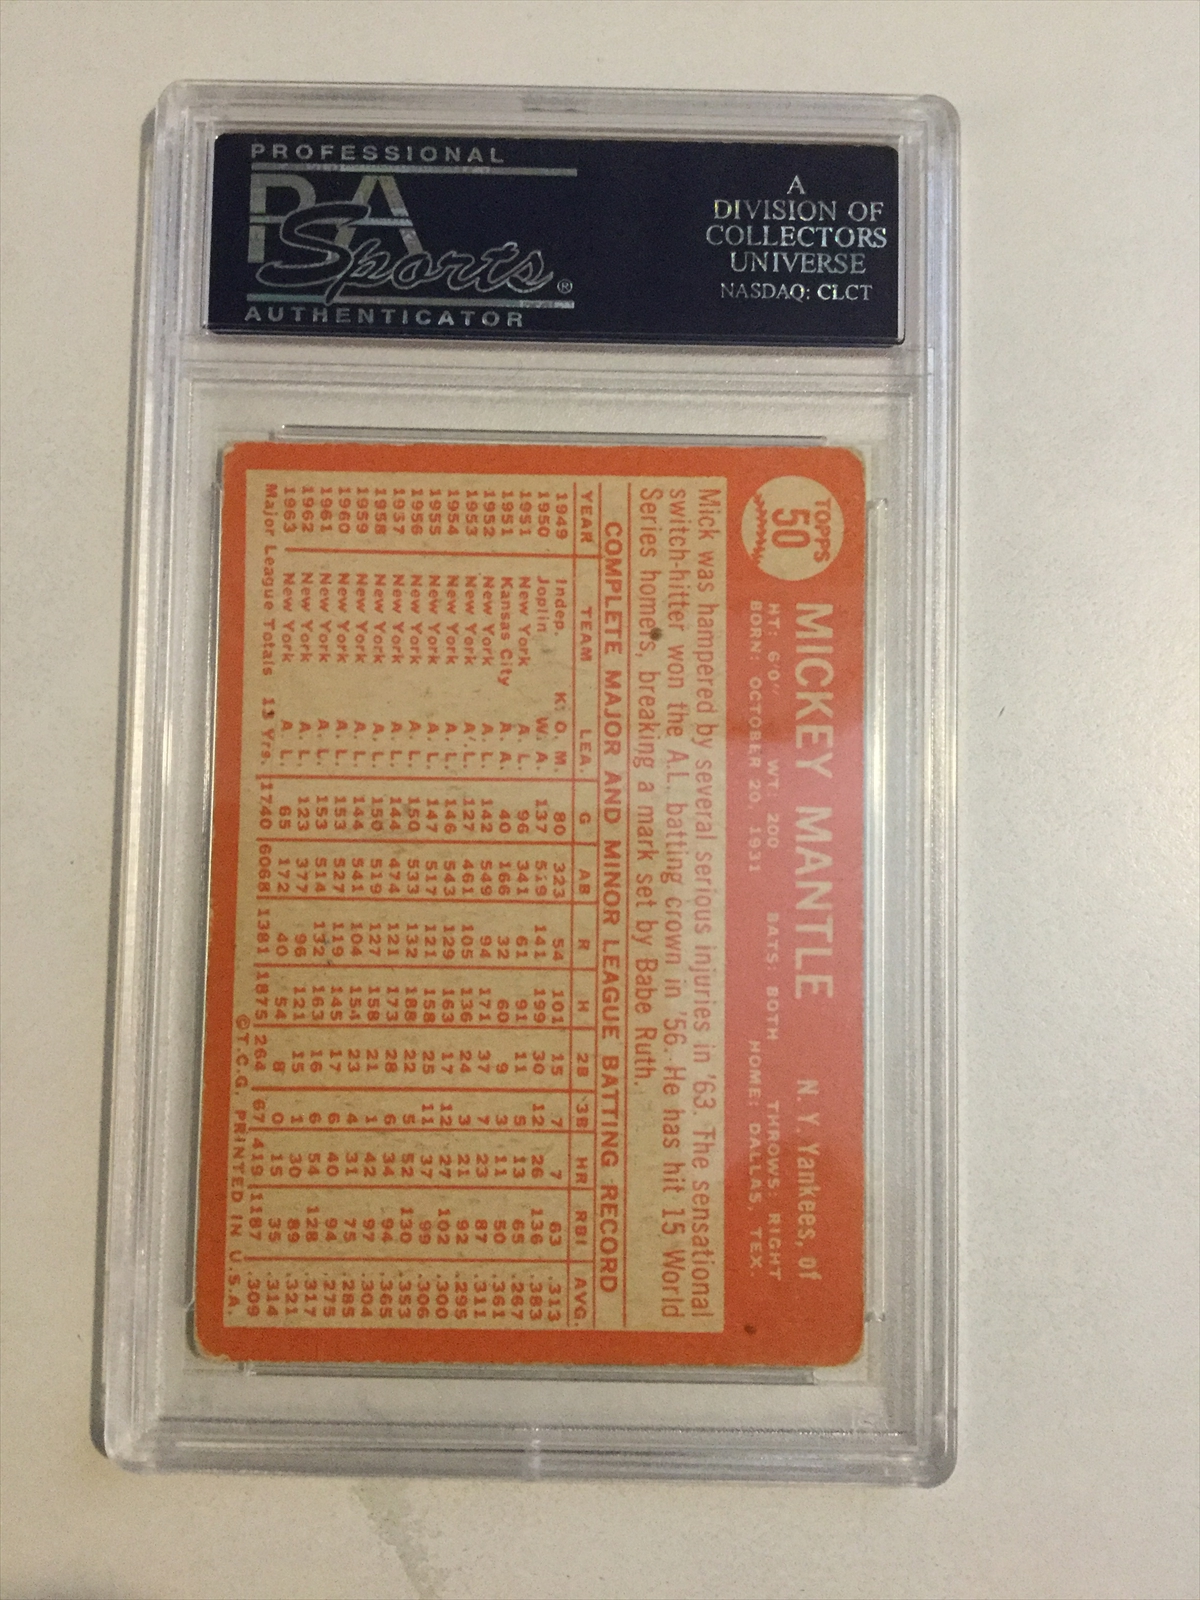 PROFESSIONAL
PSA
Sports®
AUTHENTICATOR
A
DIVISION OF
COLLECTORS
UNIVERSE
NASDAQ: CLCT
TOPPS
50
MICKEY MANTLE N. Y. Yankees, of
HT: 6'0" WT: 200 BATS: BOTH THROWS: RIGHT
BORN: OCTOBER 20, 1931 HOME: DALLAS, TEX.
Mick was hampered by several serious injuries in '63. The sensational
switch-hitter won the A.L. batting crown in '56. He has hit 15 World
Series homers, breaking a mark set by Babe Ruth.
COMPLETE MAJOR AND MINOR LEAGUE BATTING RECORD
YEAR TEAM LEA. G AB R H 2B 3B HR RBI AVG.
1949 Indep. K. O. M. 80 323 54 101 15 7 7 63 .313
1950 Joplin W. A. 137 519 141 199 30 12 26 136 .383
1951 New York A. L. 96 341 61 91 11 5 13 65 .267
1951 Kansas City A. A. 40 166 32 60 9 3 11 50 .361
1952 New York A. L. 142 549 94 171 37 7 23 87 .311
1953 New York A. L. 127 461 105 136 24 3 21 92 .295
1954 New York A. L. 146 543 129 163 17 12 27 102 .300
1955 New York A. L. 147 517 121 158 25 11 37 99 .306
1956 New York A. L. 150 533 132 188 22 5 52 130 .353
1937 New York A. L. 144 474 121 173 28 6 34 94 .365
1958 New York A. L. 150 519 127 158 21 1 42 97 .304
1959 New York A. L. 144 541 104 154 23 4 31 75 .285
1960 New York A. L. 153 527 119 145 17 6 40 94 .275
1961 New York A. L. 153 514 132 163 16 6 54 128 .317
1962 New York A. L. 123 377 96 121 15 1 30 89 .321
1963 New York A. L. 65 172 40 54 8 0 15 35 .314
Major League Totals 13 Yrs. 1740 6068 1381 1875 264 67 419 1187 .309
©T.C.G. PRINTED IN U.S.A.